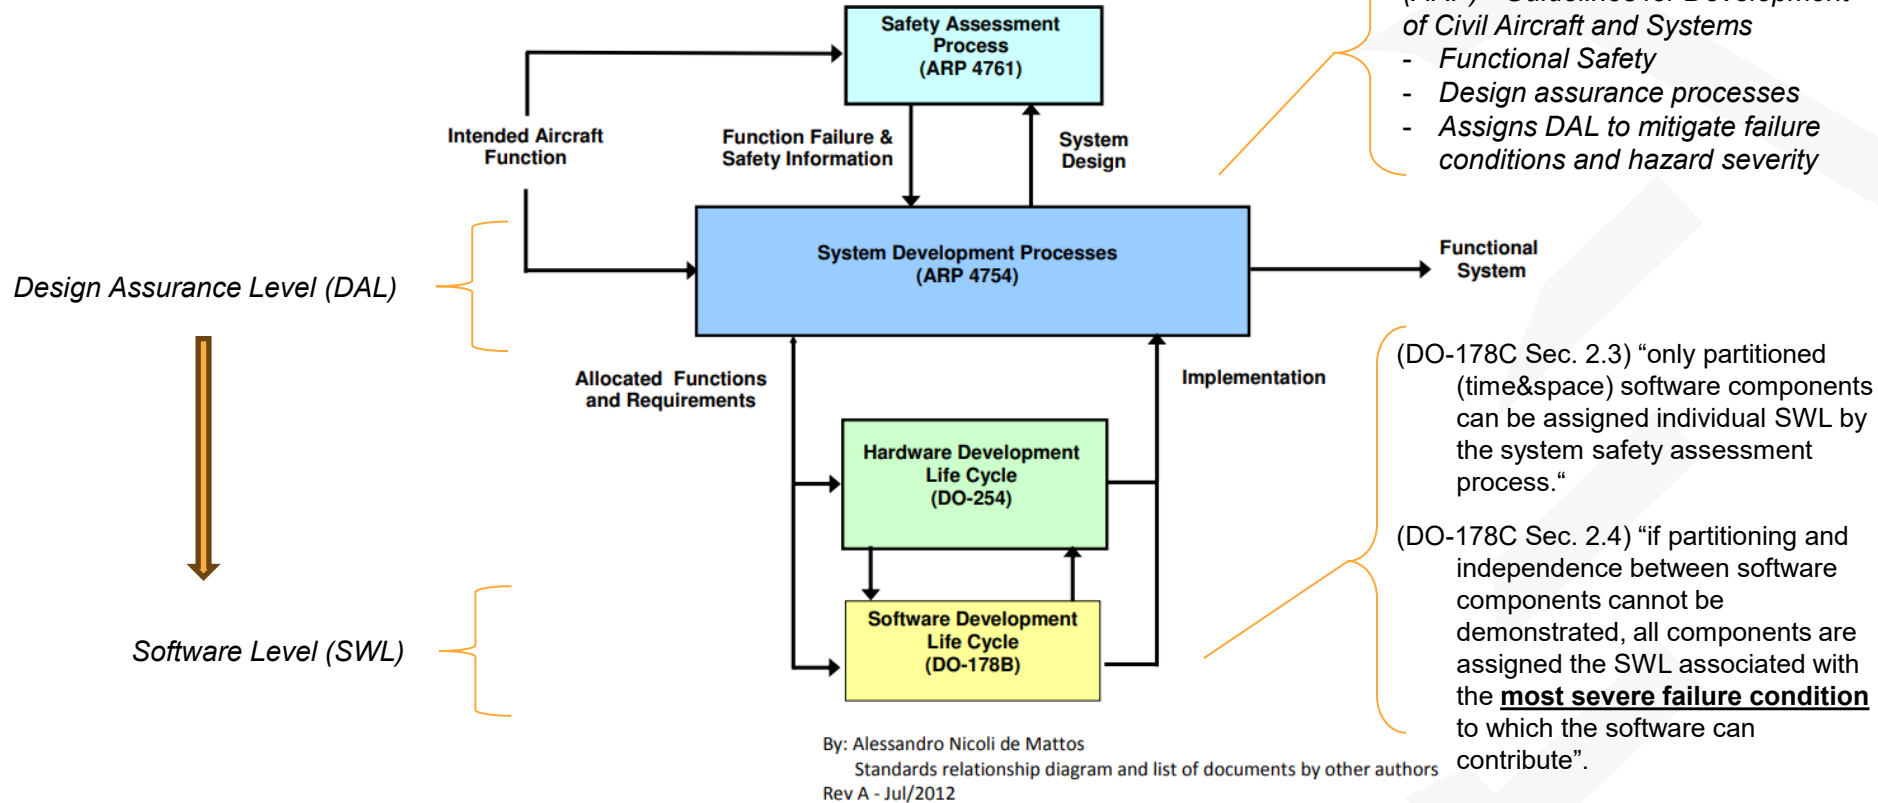 Safety Assessment
Process
(ARP 4761)
of Civil Aircraft and Systems
- Functional Safety
- Design assurance processes
- Assigns DAL to mitigate failure
conditions and hazard severity
Intended Aircraft
Function
Function Failure &
Safety Information
System
Design
System Development Processes
(ARP 4754)
Functional
System
Design Assurance Level (DAL)
Allocated Functions
and Requirements
Implementation
(DO-178C Sec. 2.3) “only partitioned
(time&space) software components
can be assigned individual SWL by
the system safety assessment
process.“
Hardware Development
Life Cycle
(DO-254)
(DO-178C Sec. 2.4) “if partitioning and
independence between software
components cannot be
demonstrated, all components are
assigned the SWL associated with
the most severe failure condition
to which the software can
contribute”.
Software Development
Life Cycle
(DO-178B)
Software Level (SWL)
By: Alessandro Nicoli de Mattos
Standards relationship diagram and list of documents by other authors
Rev A - Jul/2012